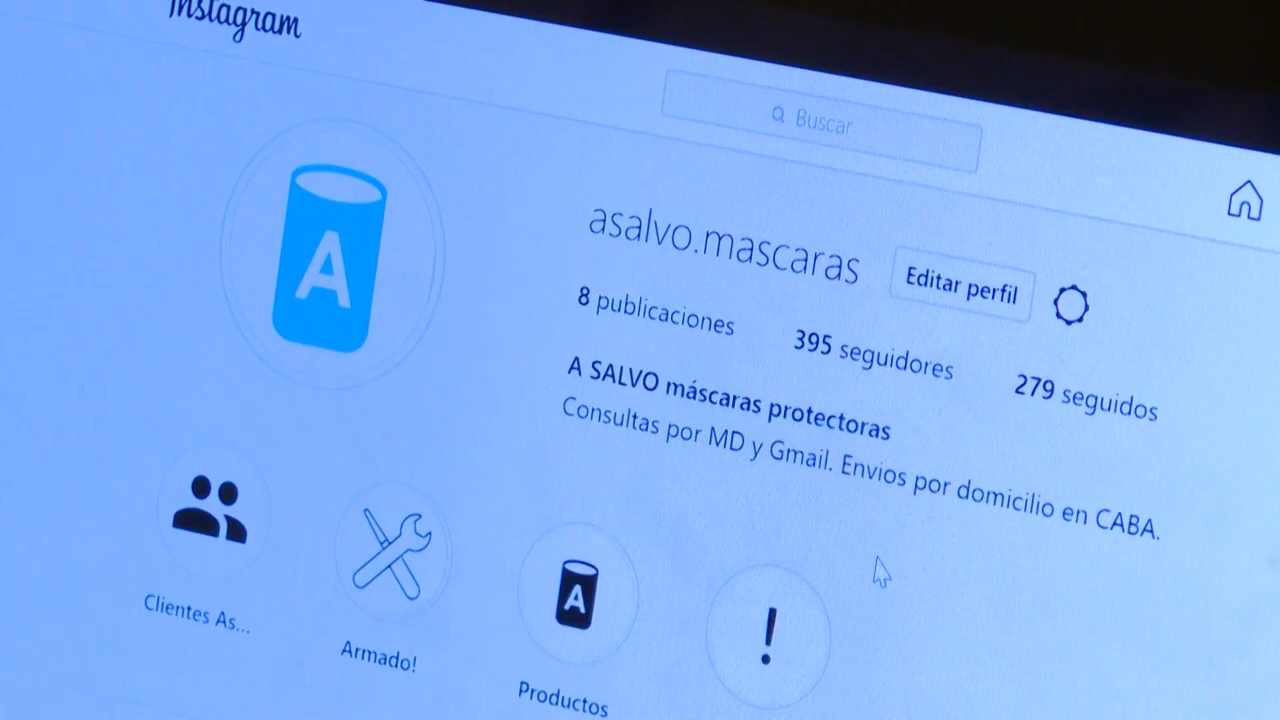 Instagram
Buscar
A
asalvo.mascaras Editar perfil
8 publicaciones 395 seguidores 279 seguidos
A SALVO máscaras protectoras
Consultas por MD y Gmail. Envios por domicilio en CABA.
A
!
Clientes As...
Armado!
Productos